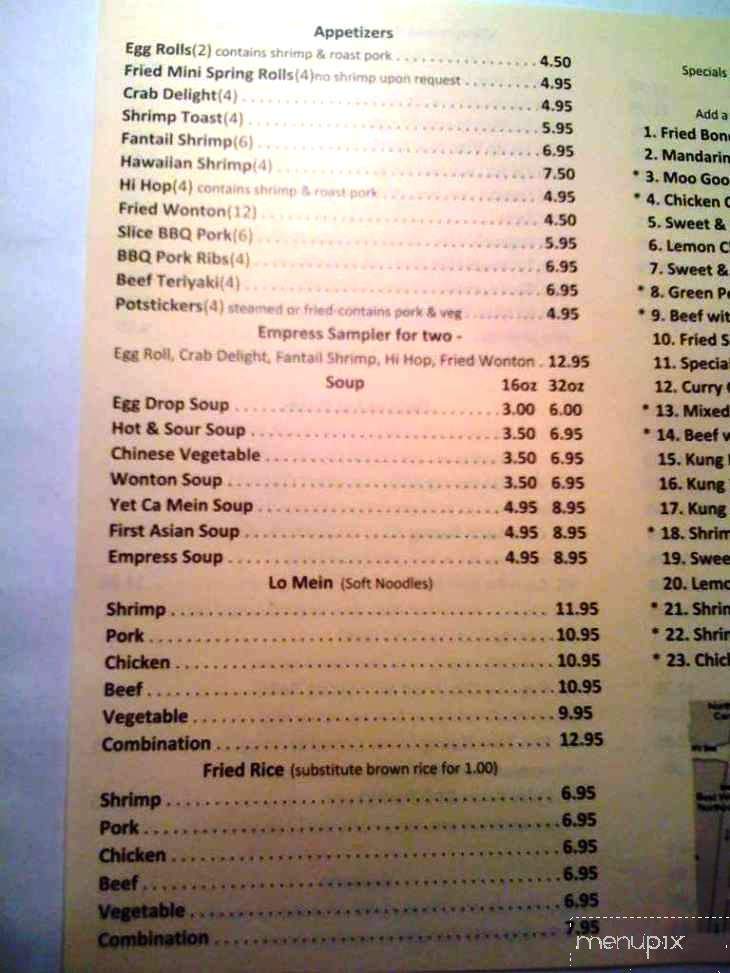 Appetizers
Egg Rolls(2) contains shrimp & roast pork 4.50
Fried Mini Spring Rolls(4)no shrimp upon request 4.95
Crab Delight(4) 4.95
Shrimp Toast(4) 5.95
Fantail Shrimp(6) 6.95
Hawaiian Shrimp(4) 7.50
Hi Hop(4) contains shrimp & roast pork 4.95
Fried Wonton(12) 4.50
Slice BBQ Pork(6) 5.95
BBQ Pork Ribs(4) 6.95
Beef Teriyaki(4) 6.95
Potstickers(4) steamed or fried-contains pork & veg 4.95
Empress Sampler for two -
Egg Roll, Crab Delight, Fantail Shrimp, Hi Hop, Fried Wonton . 12.95
Soup 16oz 32oz
Egg Drop Soup 3.00 6.00
Hot & Sour Soup 3.50 6.95
Chinese Vegetable 3.50 6.95
Wonton Soup 3.50 6.95
Yet Ca Mein Soup 4.95 8.95
First Asian Soup 4.95 8.95
Empress Soup 4.95 8.95
Lo Mein (Soft Noodles)
Shrimp 11.95
Pork 10.95
Chicken 10.95
Beef 10.95
Vegetable 9.95
Combination 12.95
Fried Rice (substitute brown rice for 1.00)
Shrimp 6.95
Pork 6.95
Chicken 6.95
Beef 6.95
Vegetable 6.95
Combination 7.95
Specials
Add a
1. Fried Bon
2. Mandarin
* 3. Moo Goo
* 4. Chicken
5. Sweet &
6. Lemon C
7. Sweet &
* 8. Green Pe
* 9. Beef wit
10. Fried S
11. Specia
12. Curry
* 13. Mixed
* 14. Beef w
15. Kung
16. Kung
17. Kung
* 18. Shrim
19. Swee
20. Lemo
* 21. Shrin
* 22. Shrin
* 23. Chicl
menupix